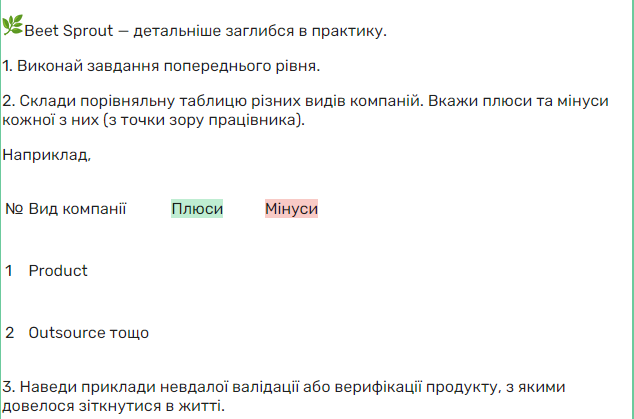 Beet Sprout — детальніше заглибся в практику.
1. Виконай завдання попереднього рівня.
2. Склади порівняльну таблицю різних видів компаній. Вкажи плюси та мінуси
кожної з них (з точки зору працівника).
Наприклад,
№ Вид компанії Плюси Мінуси
1 Product
2 Outsource тощо
3. Наведи приклади невдалої валідації або верифікації продукту, з якими
довелося зіткнутися в житті.